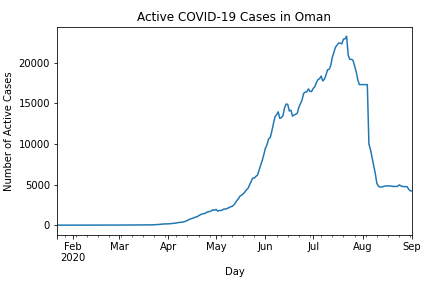 Active COVID-19 Cases in Oman
Number of Active Cases
20000
15000
10000
5000
0
Feb Mar Apr May Jun Jul Aug Sep
2020
Day